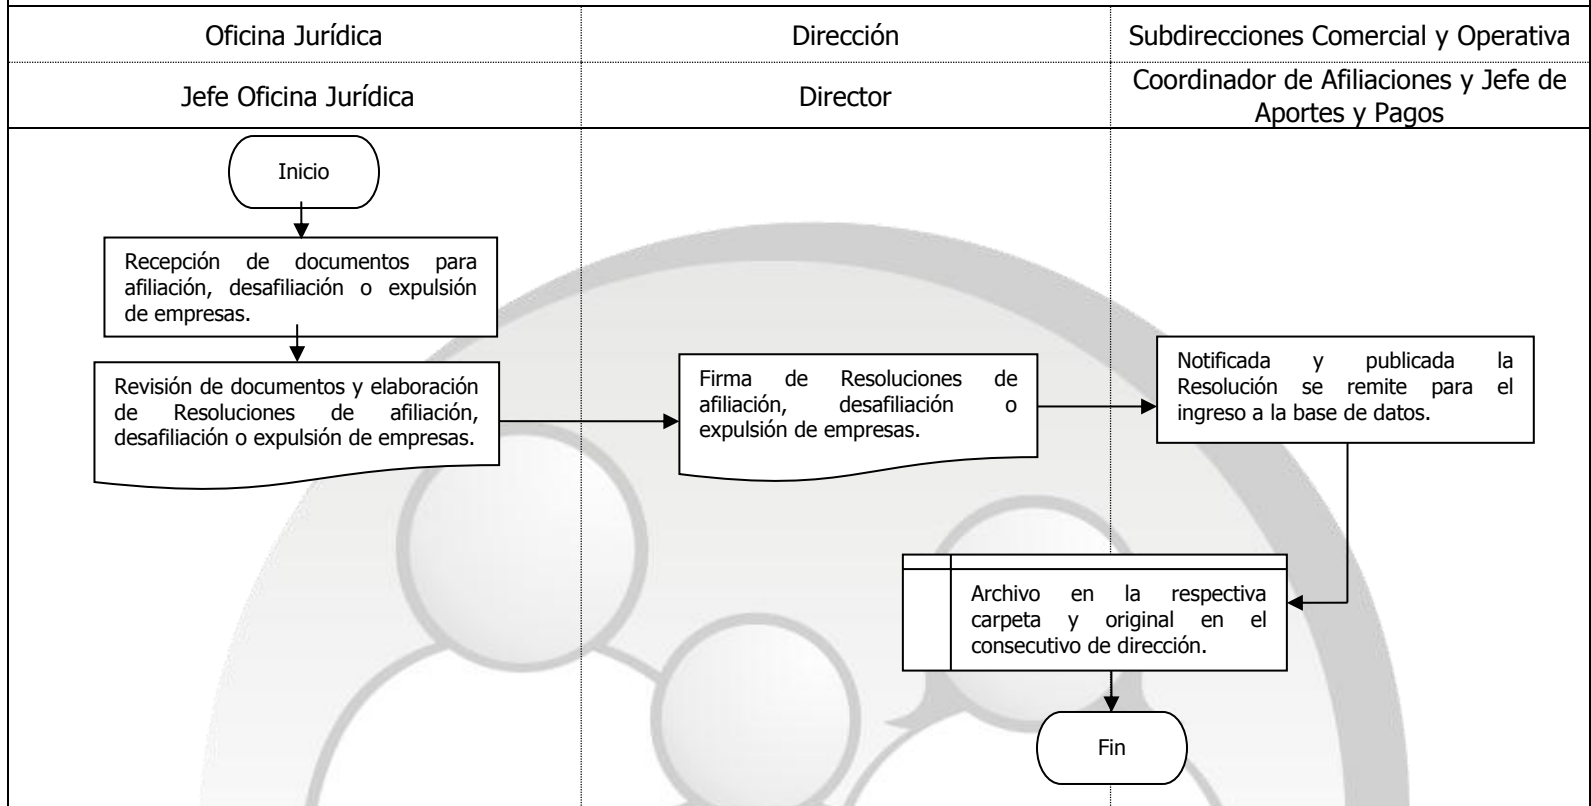 Oficina Jurídica
Dirección
Subdirecciones Comercial y Operativa
Jefe Oficina Jurídica
Director
Coordinador de Afiliaciones y Jefe de
Aportes y Pagos
Inicio
Recepción de documentos para
afiliación, desafiliación o expulsión
de empresas.
Revisión de documentos y elaboración
de Resoluciones de afiliación,
desafiliación o expulsión de empresas.
Firma de Resoluciones de
afiliación, desafiliación o
expulsión de empresas.
Notificada y publicada la
Resolución se remite para el
ingreso a la base de datos.
Archivo en la respectiva
carpeta y original en el
consecutivo de dirección.
Fin